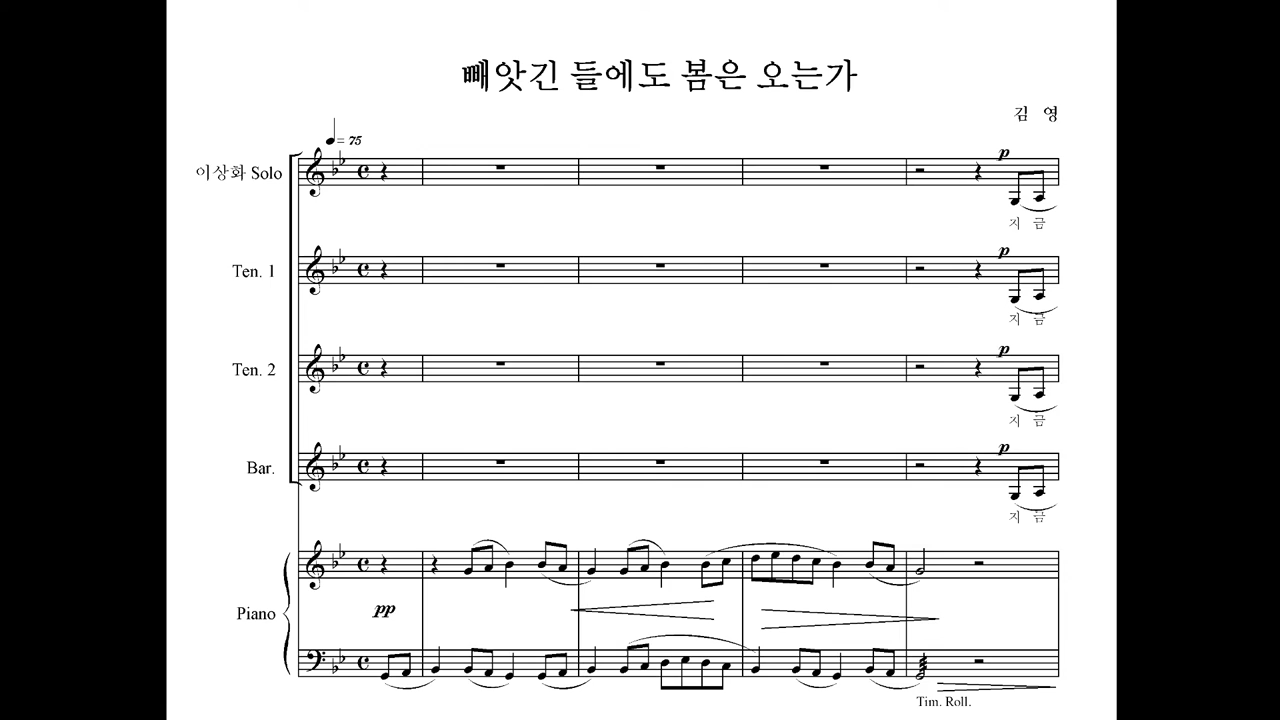 빼앗긴 들에도 봄은 오는가
김 영
= 75
이상화 Solo
p
지 금
Ten. 1
p
지 금
Ten. 2
p
지 금
Bar.
p
지 금
Piano
pp
Tim. Roll.